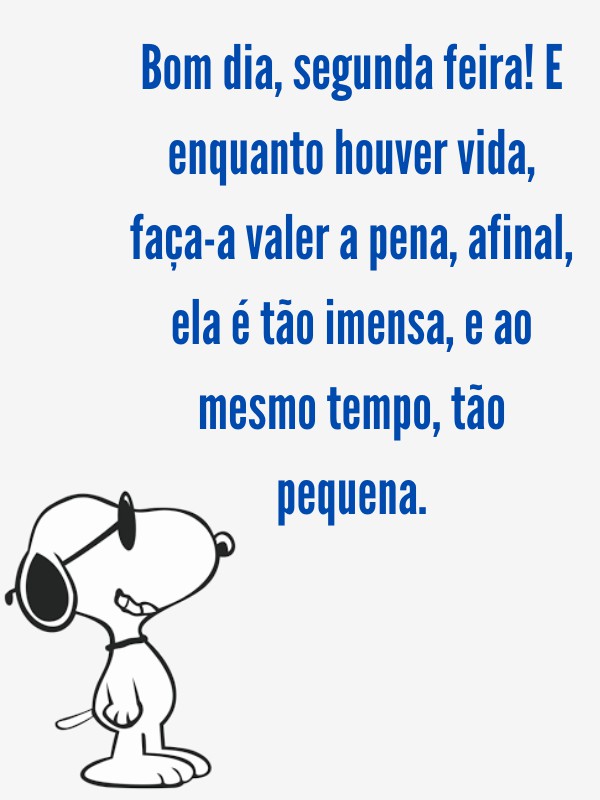 Bom dia, segunda feira! E
enquanto houver vida,
faça-a valer a pena, afinal,
ela é tão imensa, e ao
mesmo tempo, tão
pequena.